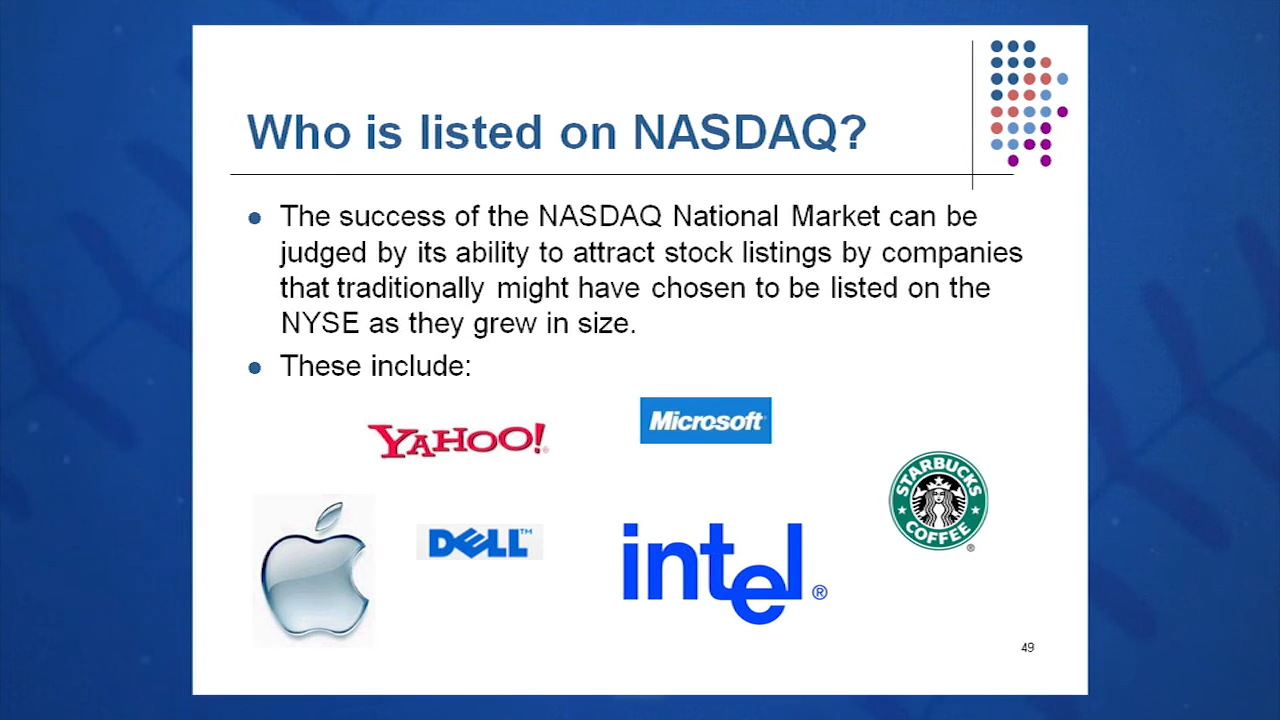 Who is listed on NASDAQ?
The success of the NASDAQ National Market can be
judged by its ability to attract stock listings by companies
that traditionally might have chosen to be listed on the
NYSE as they grew in size.
These include:
YAHOO!®
Microsoft®
STARBUCKS
COFFEE
®
DELL™
intel®
49